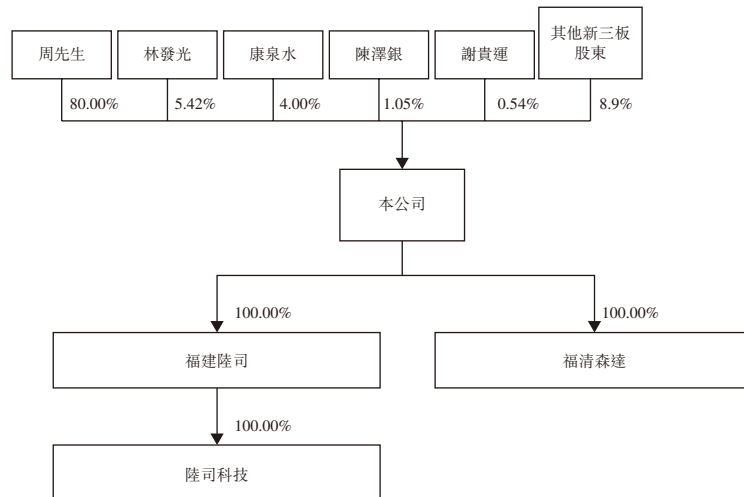 周先生
林發光
康泉水
陳澤銀
謝貴運
其他新三板
股東
80.00%
5.42%
4.00%
1.05%
0.54%
8.9%
本公司
100.00%
100.00%
福建陸司
福清森達
100.00%
陸司科技